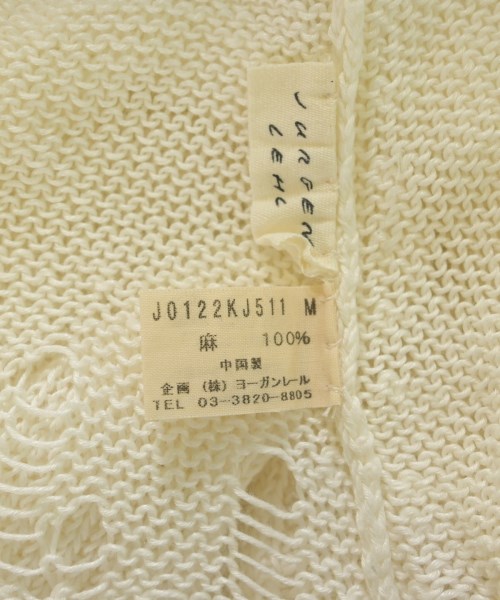 JURGEN
LEHL
J0122KJ511 M
麻 100%
中国製
企画 (株) ヨーガンレール
TEL 03-3820-8805